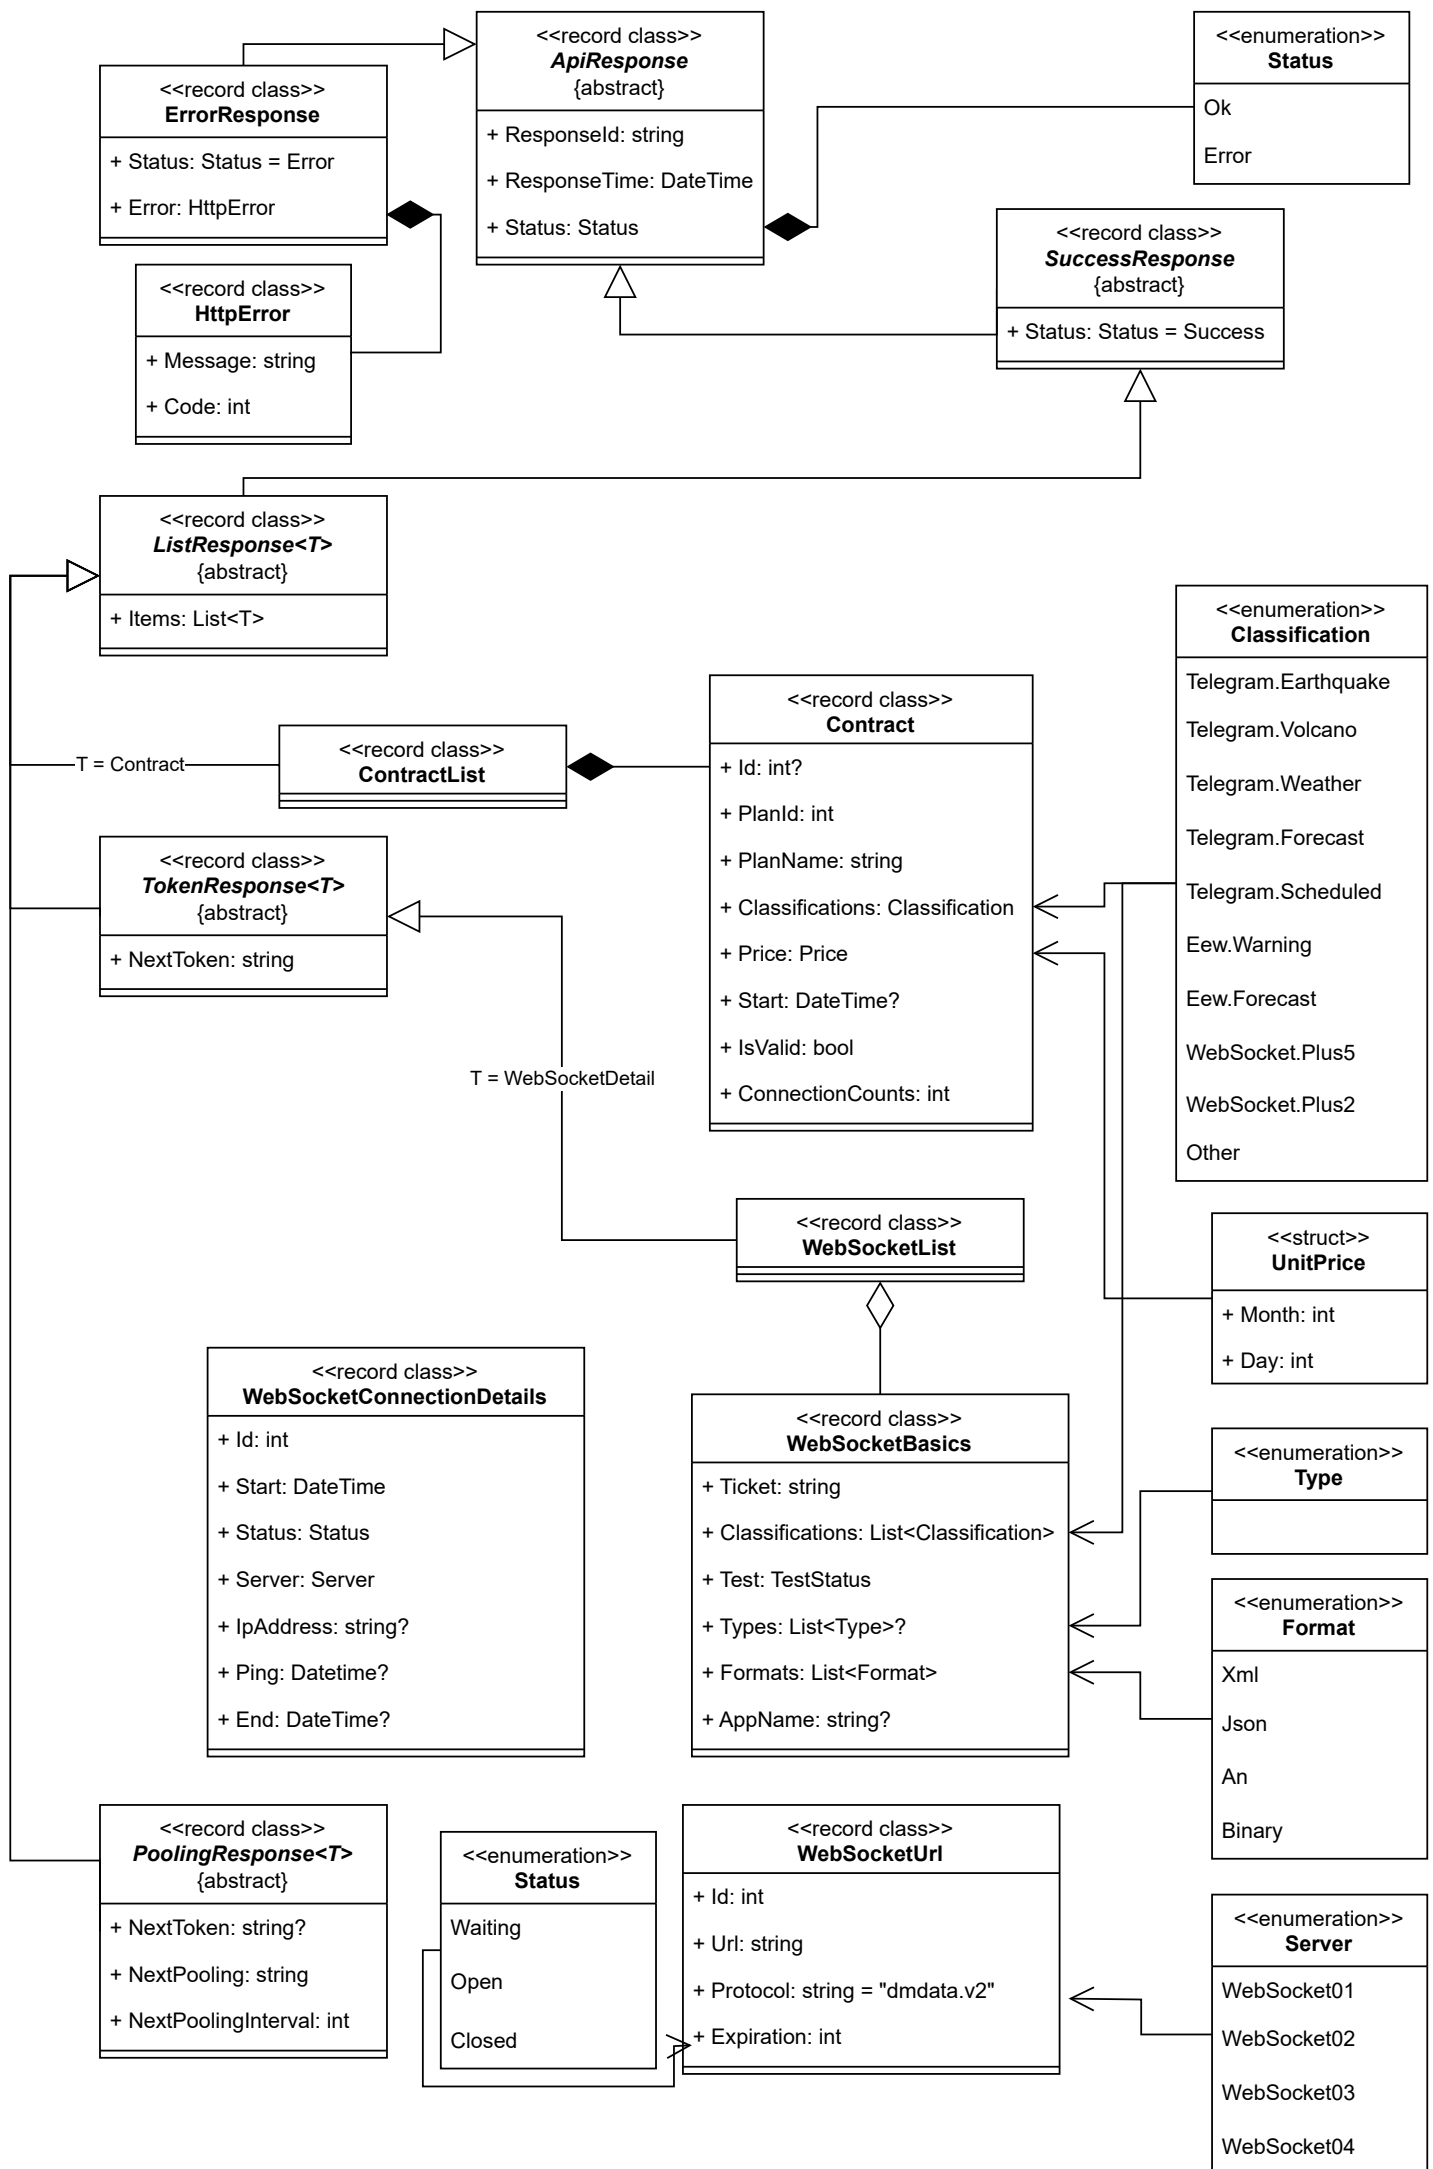 <<record class>>
ApiResponse
{abstract}
+ ResponseId: string
+ ResponseTime: DateTime
+ Status: Status
<<enumeration>>
Status
Ok
Error
<<record class>>
ErrorResponse
+ Status: Status = Error
+ Error: HttpError
<<record class>>
SuccessResponse
{abstract}
+ Status: Status = Success
<<record class>>
HttpError
+ Message: string
+ Code: int
<<record class>>
ListResponse<T>
{abstract}
+ Items: List<T>
<<enumeration>>
Classification
Telegram.Earthquake
Telegram.Volcano
Telegram.Weather
Telegram.Forecast
Telegram.Scheduled
Eew.Warning
Eew.Forecast
WebSocket.Plus5
WebSocket.Plus2
Other
<<record class>>
Contract
+ Id: int?
+ PlanId: int
+ PlanName: string
+ Classifications: Classification
+ Price: Price
+ Start: DateTime?
+ IsValid: bool
+ ConnectionCounts: int
<<record class>>
ContractList
T = Contract
<<record class>>
TokenResponse<T>
{abstract}
+ NextToken: string
T = WebSocketDetail
<<record class>>
WebSocketList
<<struct>>
UnitPrice
+ Month: int
+ Day: int
<<record class>>
WebSocketConnectionDetails
+ Id: int
+ Start: DateTime
+ Status: Status
+ Server: Server
+ IpAddress: string?
+ Ping: Datetime?
+ End: DateTime?
<<record class>>
WebSocketBasics
+ Ticket: string
+ Classifications: List<Classification>
+ Test: TestStatus
+ Types: List<Type>?
+ Formats: List<Format>
+ AppName: string?
<<enumeration>>
Type
<<enumeration>>
Format
Xml
Json
An
Binary
<<record class>>
PoolingResponse<T>
{abstract}
+ NextToken: string?
+ NextPooling: string
+ NextPoolingInterval: int
<<enumeration>>
Status
Waiting
Open
Closed
<<record class>>
WebSocketUrl
+ Id: int
+ Url: string
+ Protocol: string = "dmdata.v2"
+ Expiration: int
<<enumeration>>
Server
WebSocket01
WebSocket02
WebSocket03
WebSocket04